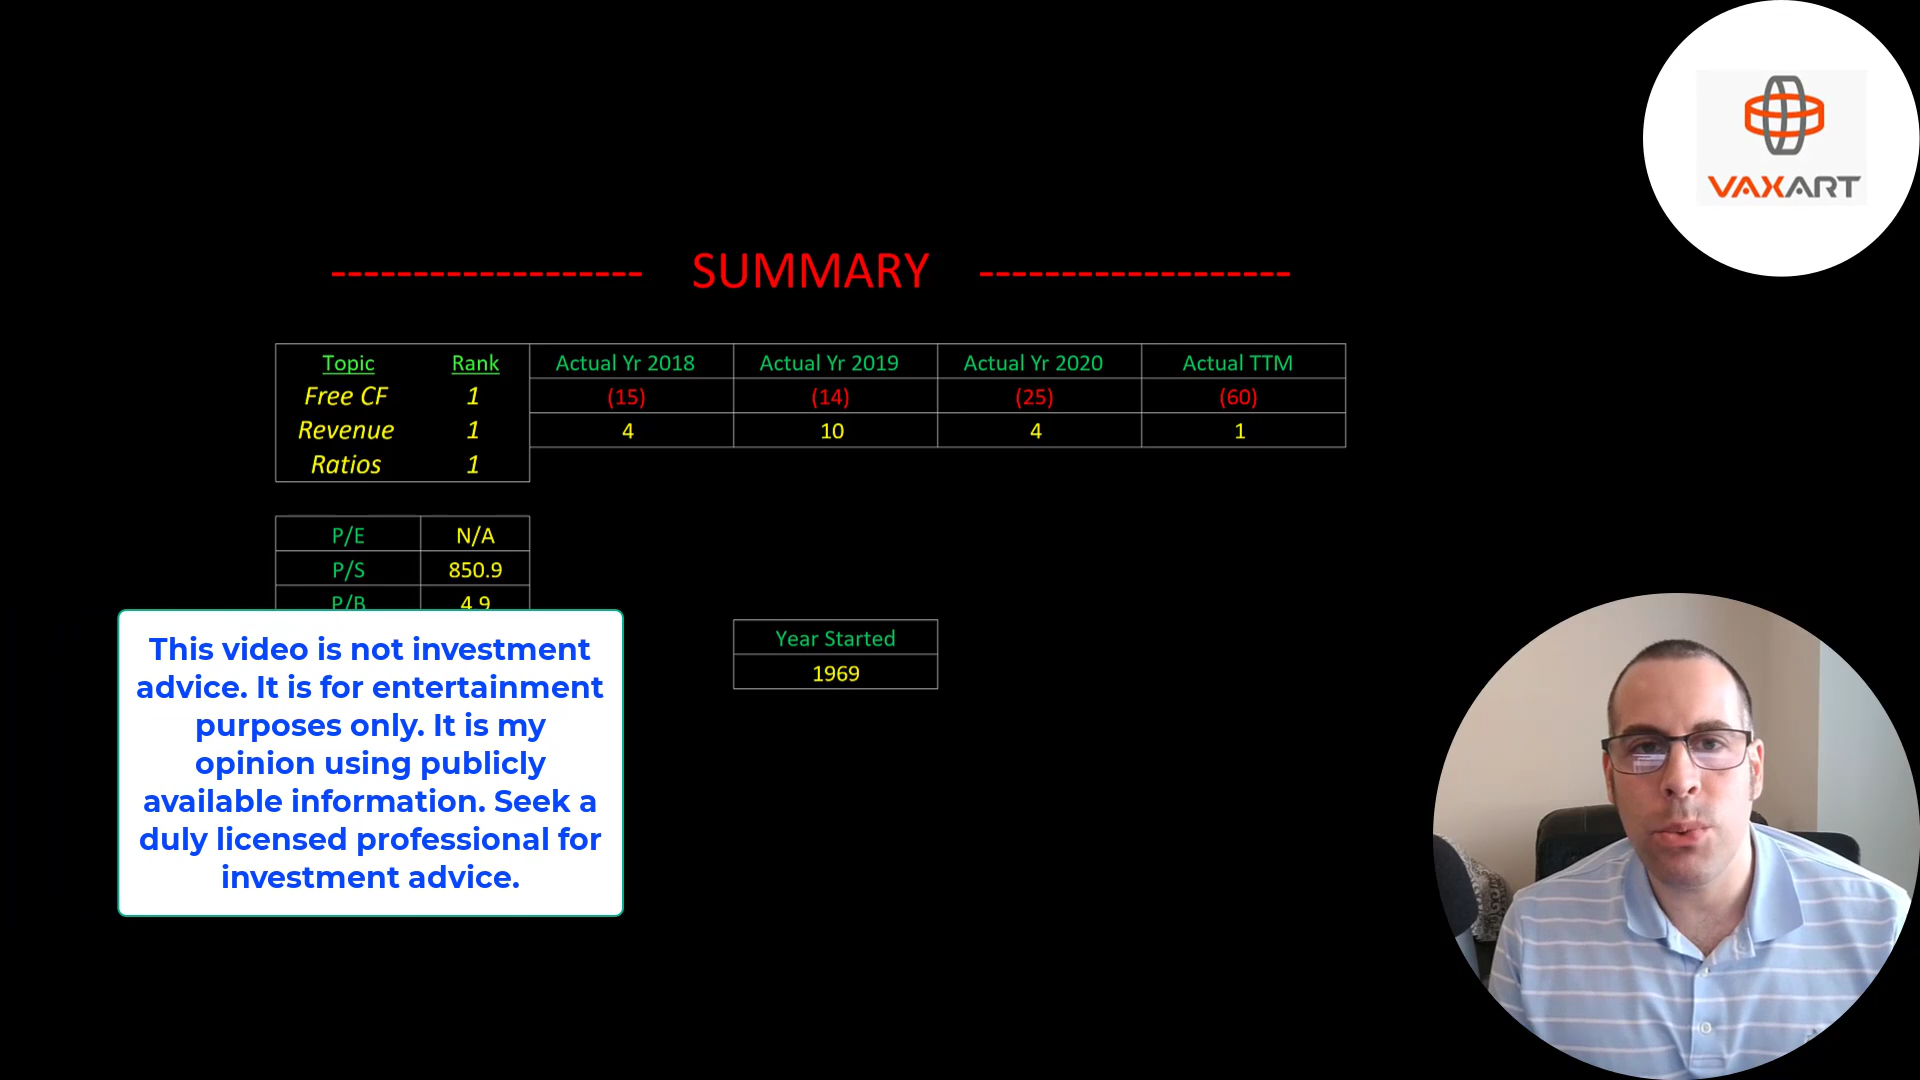 VAXART
------------------- SUMMARY -------------------
Topic Rank Actual Yr 2018 Actual Yr 2019 Actual Yr 2020 Actual TTM
Free CF 1 (15) (14) (25) (60)
Revenue 1 4 10 4 1
Ratios 1
P/E N/A
P/S 850.9
P/B 4.9
Year Started
1969
This video is not investment
advice. It is for entertainment
purposes only. It is my
opinion using publicly
available information. Seek a
duly licensed professional for
investment advice.